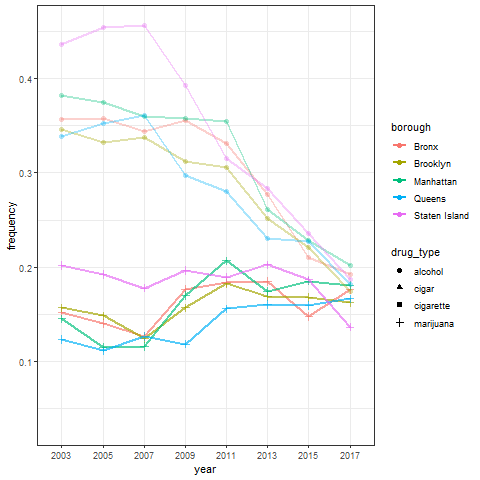 frequency
0.4
0.3
0.2
0.1
2003 2005 2007 2009 2011 2013 2015 2017
year
borough
Bronx
Brooklyn
Manhattan
Queens
Staten Island
drug_type
alcohol
cigar
cigarette
marijuana